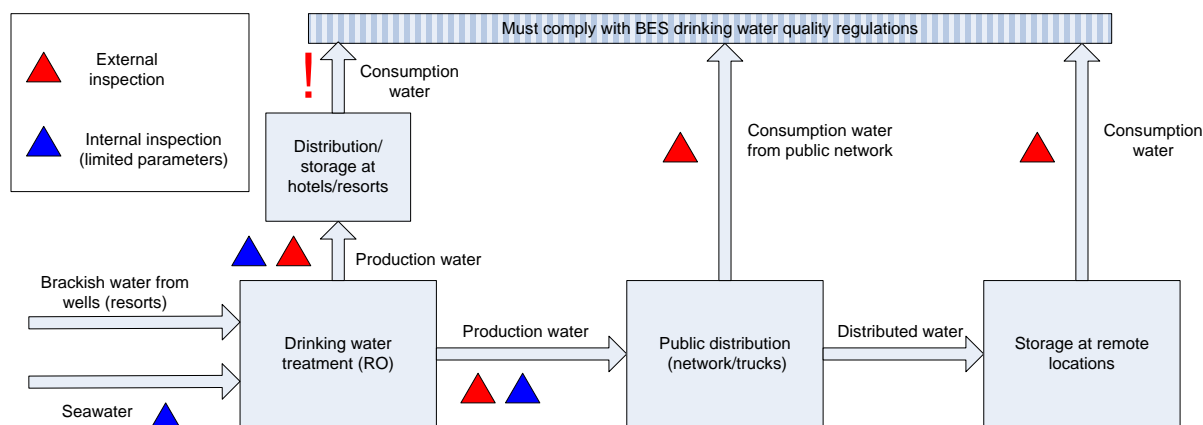 Must comply with BES drinking water quality regulations
External
inspection
Internal inspection
(limited parameters)
!
Consumption
water
Distribution/
storage at
hotels/resorts
Consumption water
from public network
Consumption
water
Production water
Brackish water from
wells (resorts)
Drinking water
treatment (RO)
Production water
Public distribution
(network/trucks)
Distributed water
Storage at remote
locations
Seawater